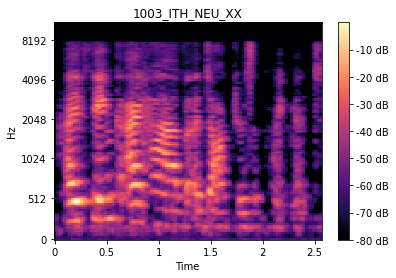 1003_ITH_NEU_XX
8192
4096
2048
1024
512
0
Hz
0 0.5 1 1.5 2 2.5
Time
-10 dB
-20 dB
-30 dB
-40 dB
-50 dB
-60 dB
-70 dB
-80 dB